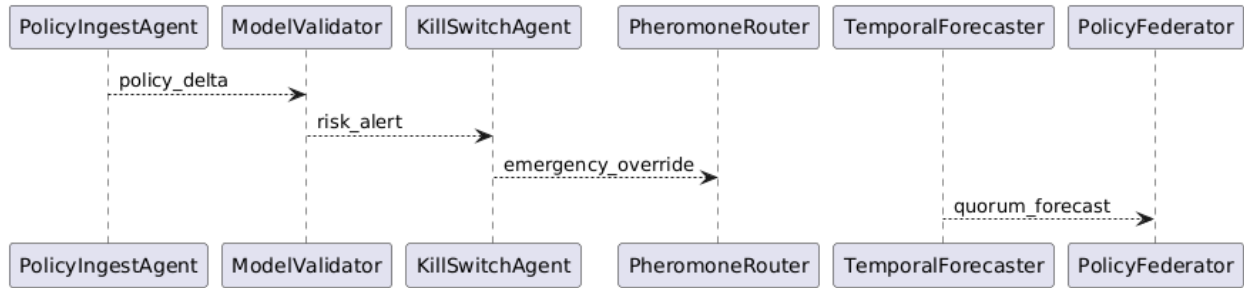 PolicyIngestAgent ModelValidator KillSwitchAgent PheromoneRouter TemporalForecaster PolicyFederator
policy_delta
risk_alert
emergency_override
quorum_forecast
PolicyIngestAgent ModelValidator KillSwitchAgent PheromoneRouter TemporalForecaster PolicyFederator